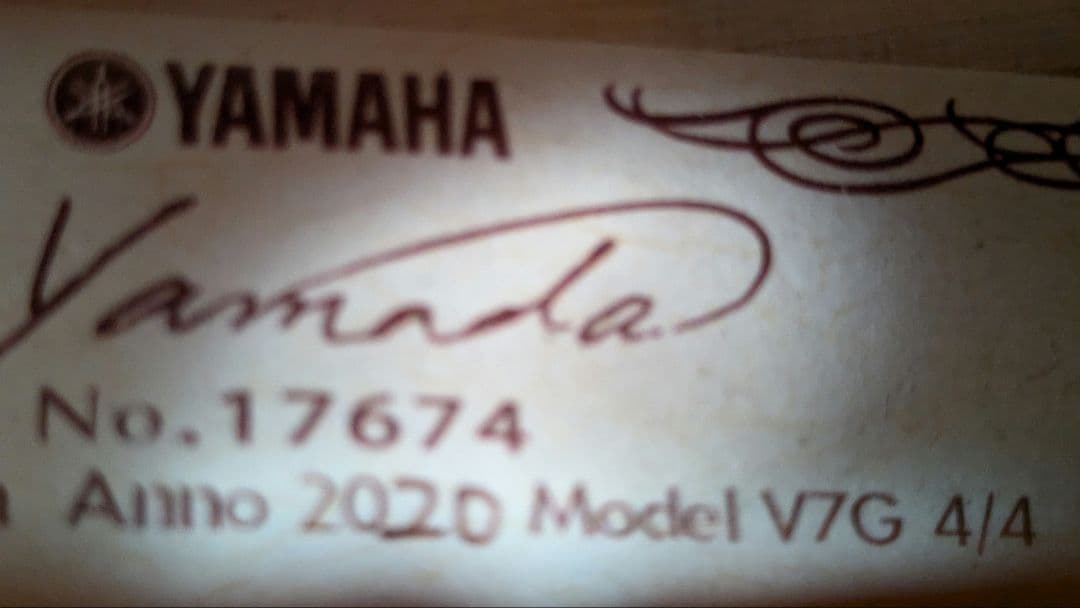 YAMAHA
Yamada
No.17674
Anno 2020 Model V7G 4/4